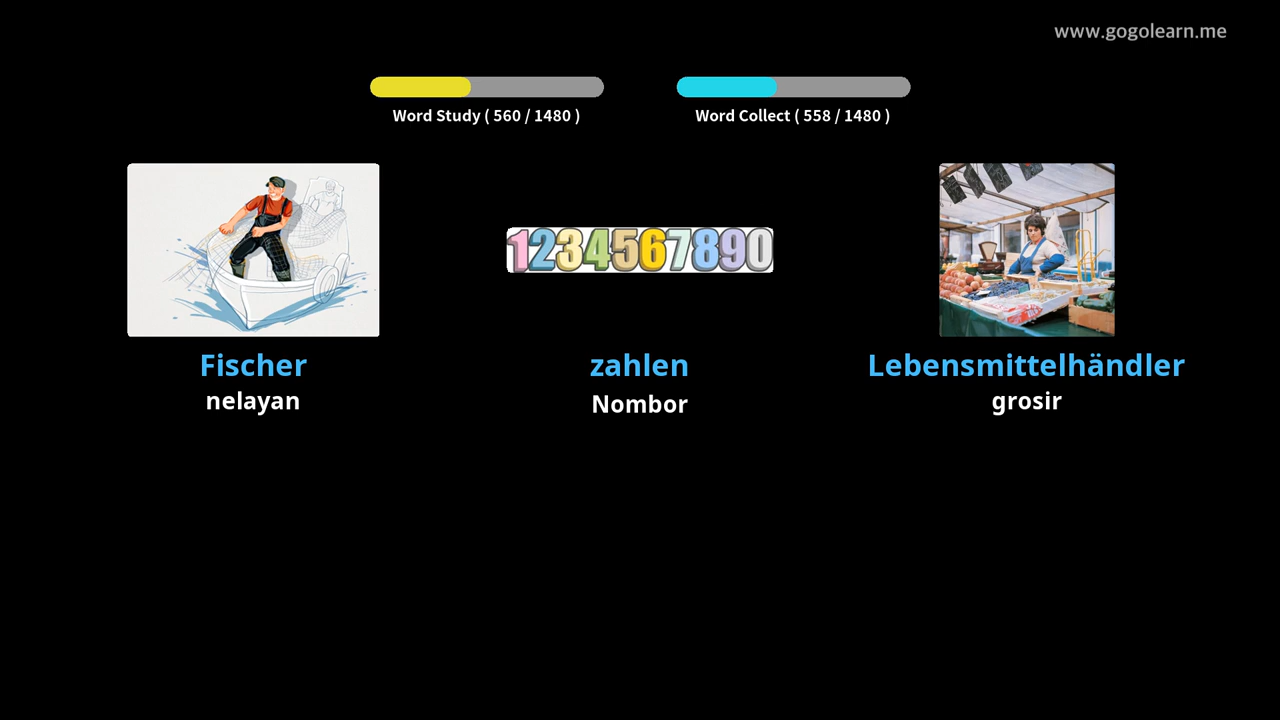 www.gogolearn.me
Word Study ( 560 / 1480 )
Word Collect ( 558 / 1480 )
1234567890
Fischer
nelayan
zahlen
Nombor
Lebensmittelhändler
grosir